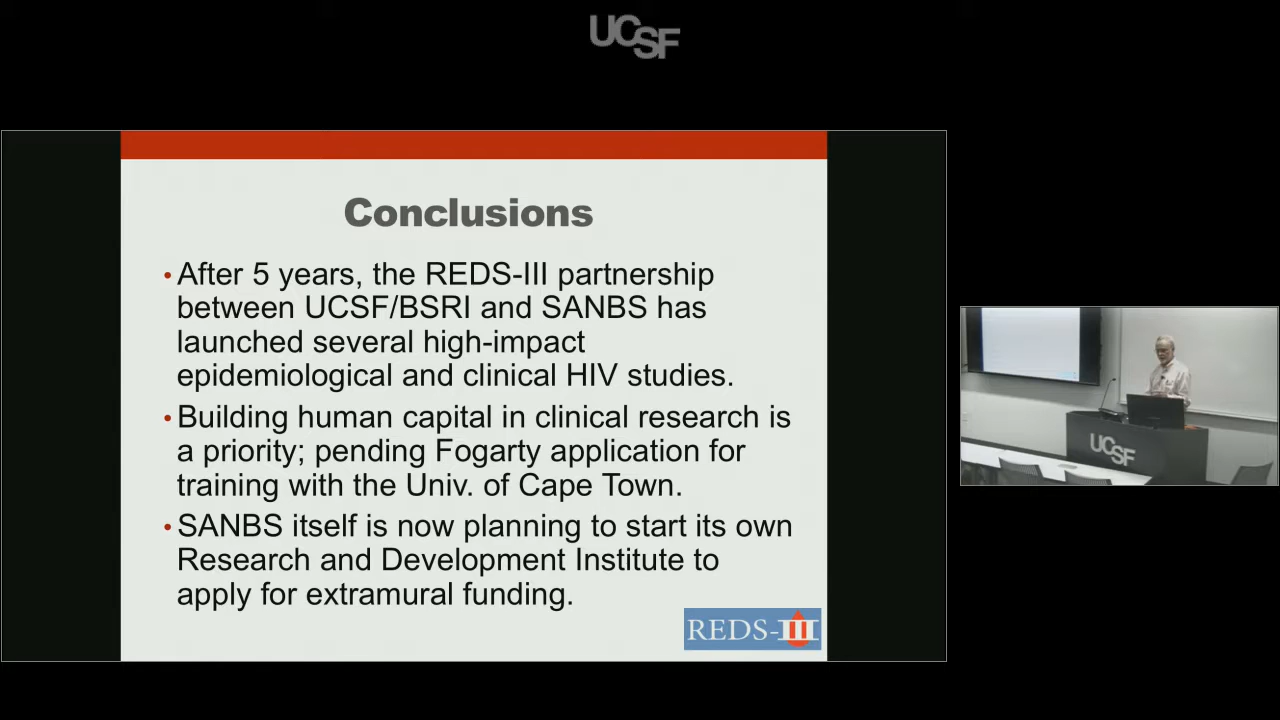 UCSF
Conclusions
•After 5 years, the REDS-III partnership
between UCSF/BSRI and SANBS has
launched several high-impact
epidemiological and clinical HIV studies.
•Building human capital in clinical research is
a priority; pending Fogarty application for
training with the Univ. of Cape Town.
•SANBS itself is now planning to start its own
Research and Development Institute to
apply for extramural funding.
REDS-III
UCSF